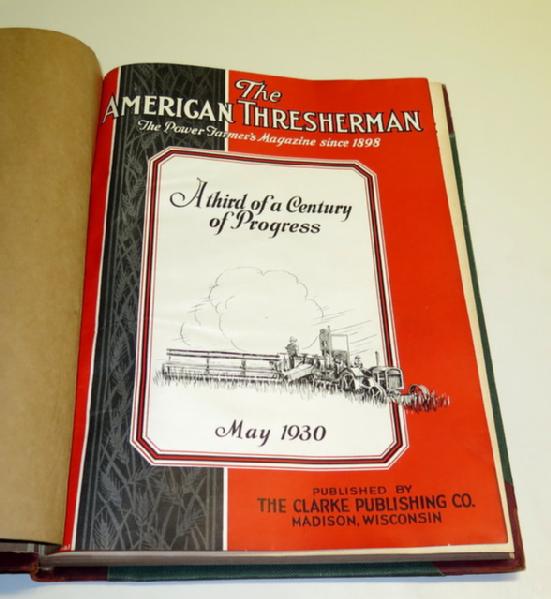 The
AMERICAN THRESHERMAN
The Power Farmer's Magazine since 1898
A third of a Century
of Progress
May 1930
PUBLISHED BY
THE CLARKE PUBLISHING CO.
MADISON, WISCONSIN